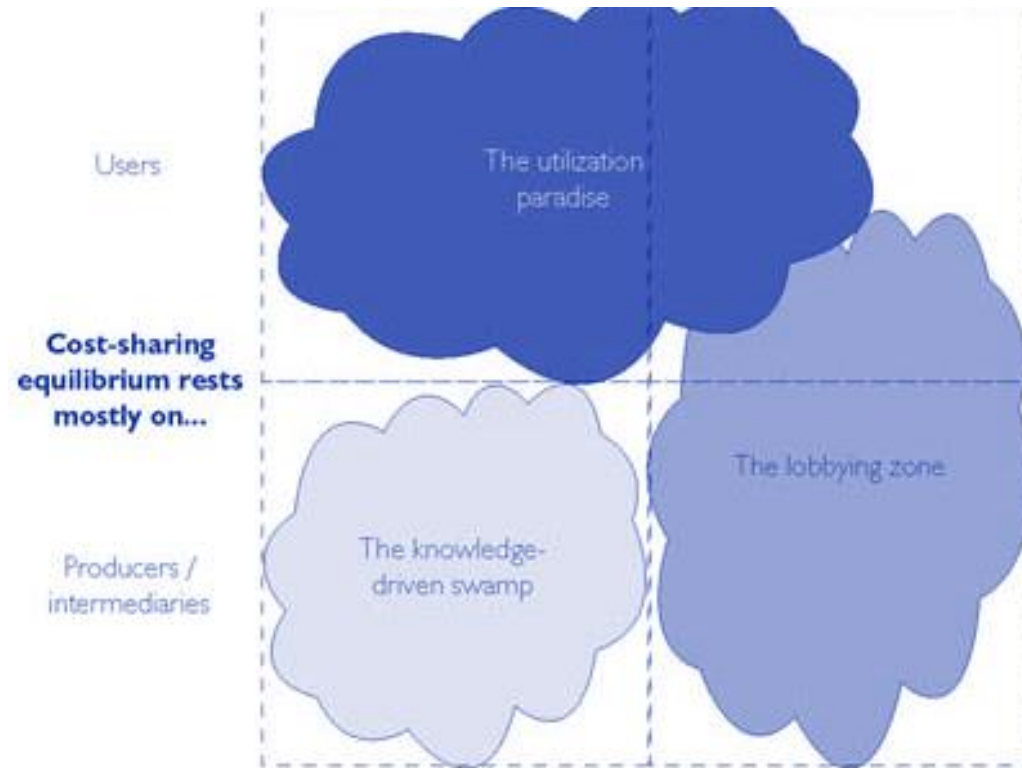 Users
The utilization
paradise
Cost-sharing
equilibrium rests
mostly on...
The lobbying zone
The knowledge-
driven swamp
Producers /
intermediaries